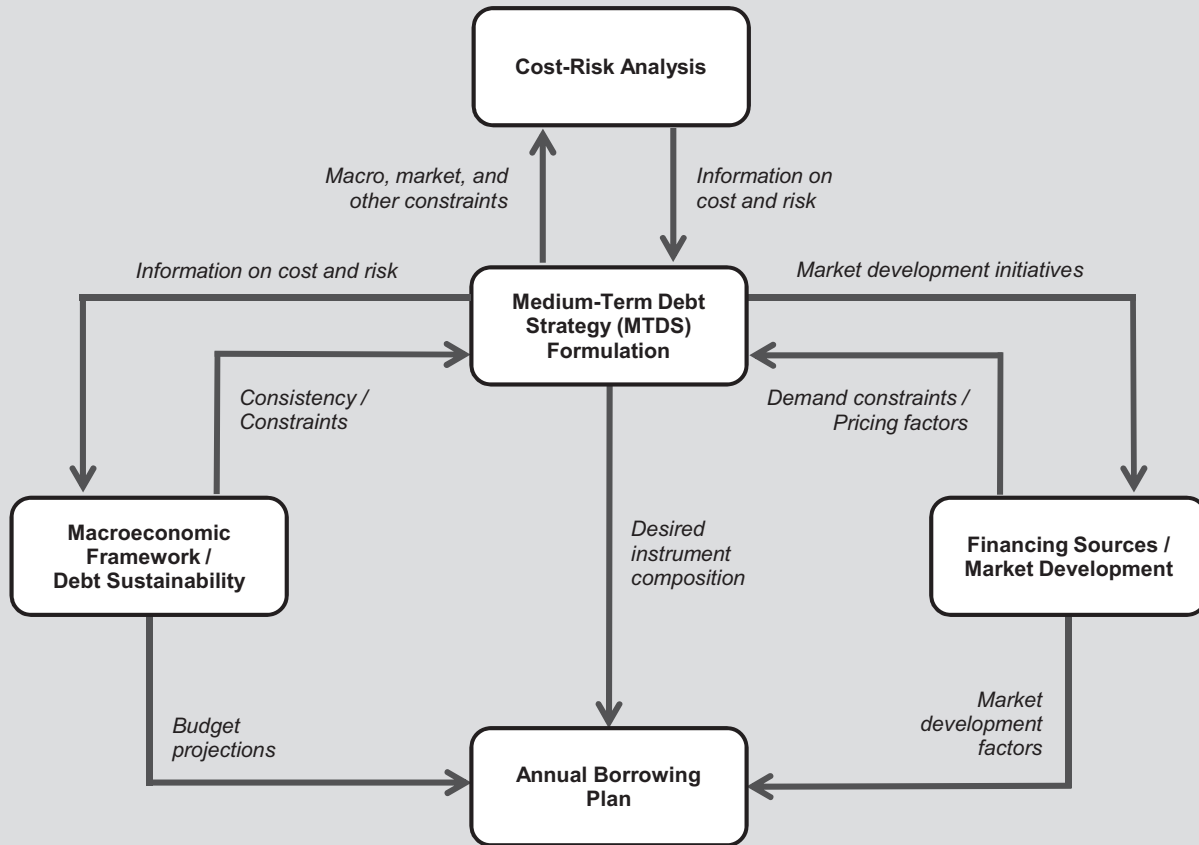 Cost-Risk Analysis
Macro, market, and
other constraints
Information on
cost and risk
Information on cost and risk
Market development initiatives
Medium-Term Debt
Strategy (MTDS)
Formulation
Consistency /
Constraints
Demand constraints /
Pricing factors
Macroeconomic
Framework /
Debt Sustainability
Desired
instrument
composition
Financing Sources /
Market Development
Budget
projections
Market
development
factors
Annual Borrowing
Plan